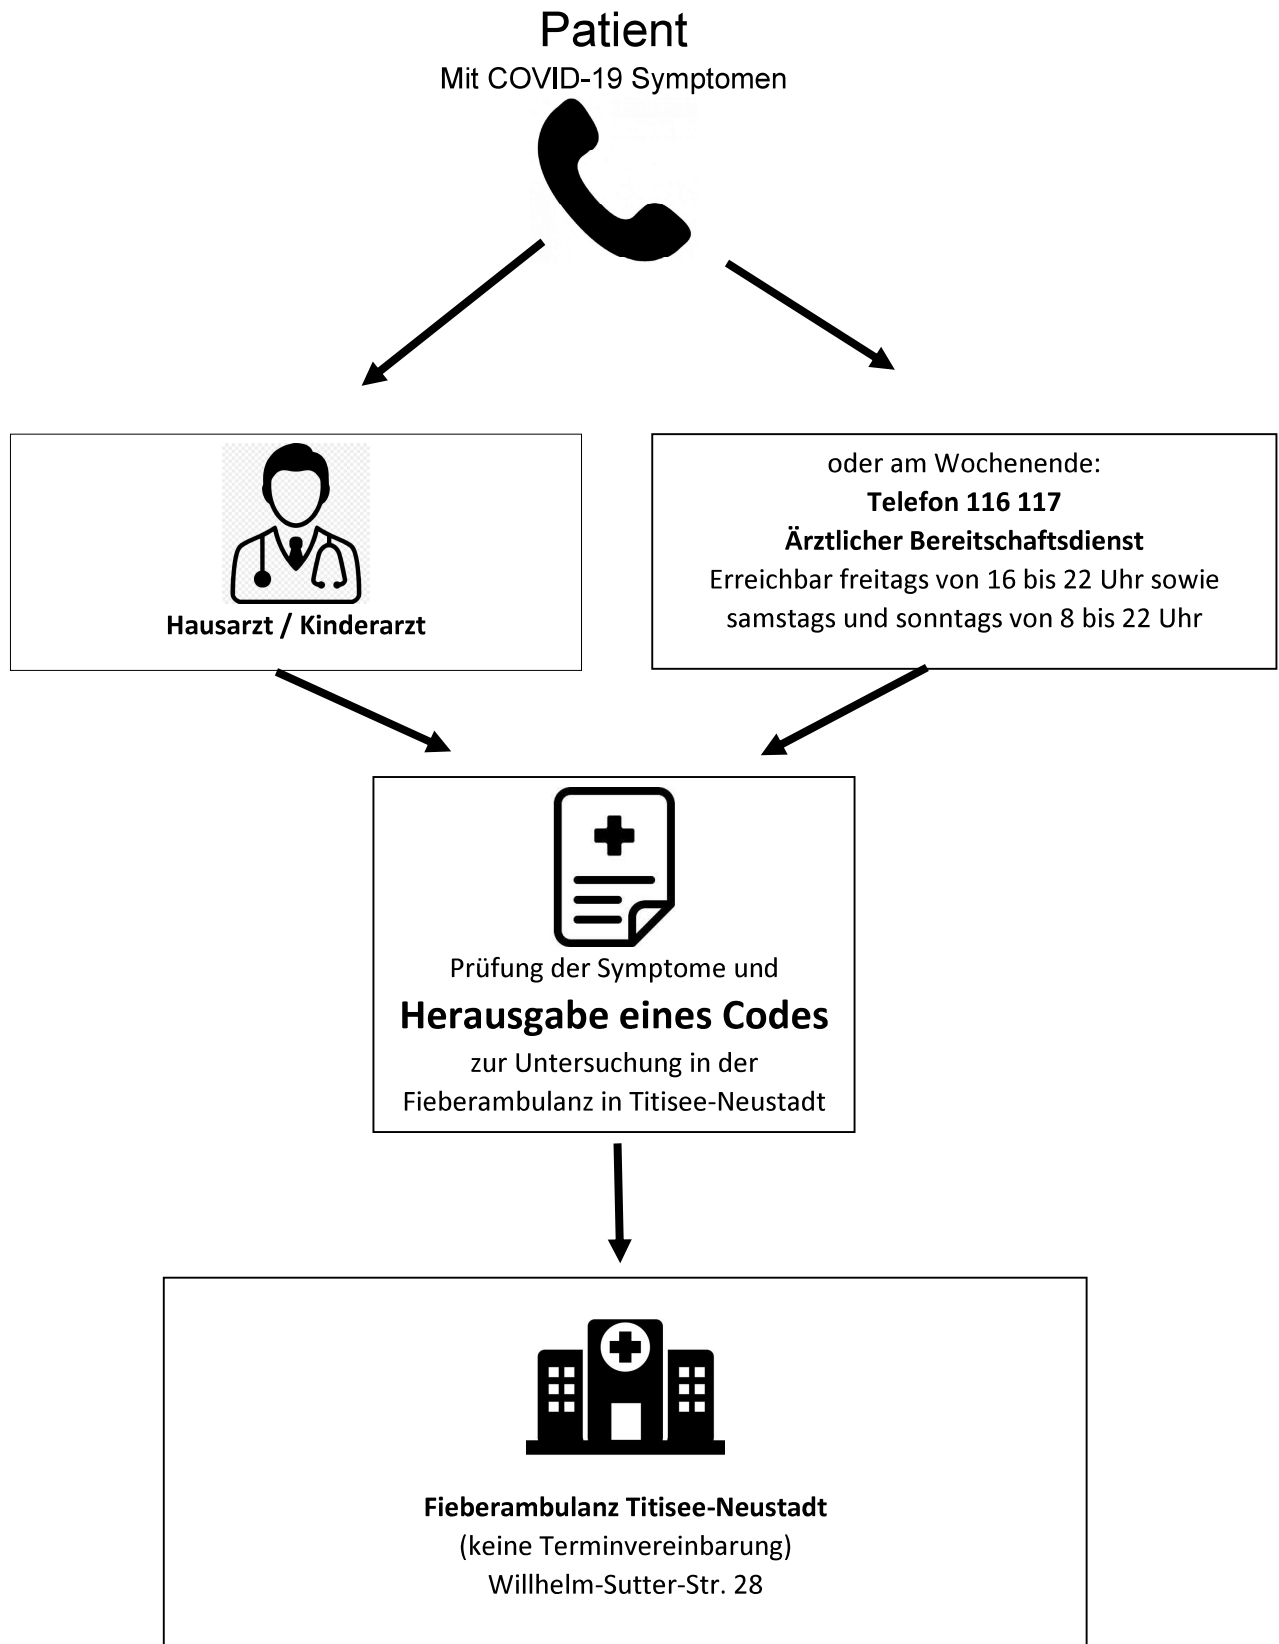 Patient
Mit COVID-19 Symptomen
Hausarzt / Kinderarzt
oder am Wochenende:
Telefon 116 117
Ärztlicher Bereitschaftsdienst
Erreichbar freitags von 16 bis 22 Uhr sowie
samstags und sonntags von 8 bis 22 Uhr
Prüfung der Symptome und
Herausgabe eines Codes
zur Untersuchung in der
Fieberambulanz in Titisee-Neustadt
Fieberambulanz Titisee-Neustadt
(keine Terminvereinbarung)
Willhelm-Sutter-Str. 28